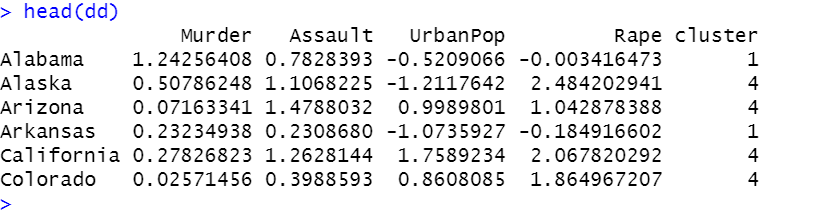 > head(dd)
Murder Assault UrbanPop Rape cluster
Alabama 1.24256408 0.7828393 -0.5209066 -0.003416473 1
Alaska 0.50786248 1.1068225 -1.2117642 2.484202941 4
Arizona 0.07163341 1.4788032 0.9989801 1.042878388 4
Arkansas 0.23234938 0.2308680 -1.0735927 -0.184916602 1
California 0.27826823 1.2628144 1.7589234 2.067820292 4
Colorado 0.02571456 0.3988593 0.8608085 1.864967207 4
>